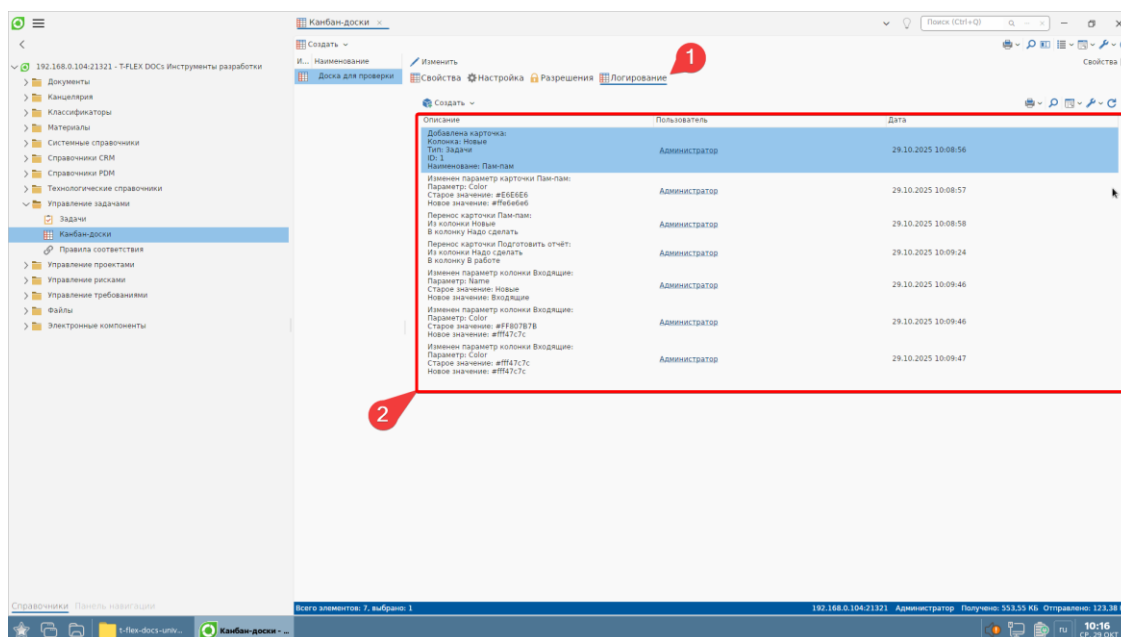 Канбан-доски ×
Поиск (Ctrl+Q)
192.168.0.104:21321 - T-FLEX DOCs Инструменты разработки
Документы
Канцелярия
Классификаторы
Материалы
Системные справочники
Справочники CRM
Справочники PDM
Технологические справочники
Управление задачами
Задачи
Канбан-доски
Правила соответствия
Управление проектами
Управление рисками
Управление требованиями
Файлы
Электронные компоненты
Справочники Панель навигации
Создать
И... Наименование
Доска для проверки
Изменить
Свойства
1
Свойства Настройка Разрешения Логирование
Создать
Описание Пользователь Дата
Добавлена карточка:
Колонка: Новые
Тип: Задачи
ID: 1
Наименоване: Пам-пам
Администратор 29.10.2025 10:08:56
Изменен параметр карточки Пам-пам:
Параметр: Color
Старое значение: #E6E6E6
Новое значение: #ffe6e6e6
Администратор 29.10.2025 10:08:57
Перенос карточки Пам-пам:
Из колонки Новые
В колонку Надо сделать
Администратор 29.10.2025 10:08:58
Перенос карточки Подготовить отчёт:
Из колонки Надо сделать
В колонку В работе
Администратор 29.10.2025 10:09:24
Изменен параметр колонки Входящие:
Параметр: Name
Старое значение: Новые
Новое значение: Входящие
Администратор 29.10.2025 10:09:46
Изменен параметр колонки Входящие:
Параметр: Color
Старое значение: #FF807B7B
Новое значение: #fff47c7c
Администратор 29.10.2025 10:09:46
Изменен параметр колонки Входящие:
Параметр: Color
Старое значение: #fff47c7c
Новое значение: #fff47c7c
Администратор 29.10.2025 10:09:47
2
Всего элементов: 7, выбрано: 1
192.168.0.104:21321 Администратор Получено: 553,55 КБ Отправлено: 123,38
t-flex-docs-univ...
Канбан-доски - ...
ru
10:16
СР, 29 ОКТ